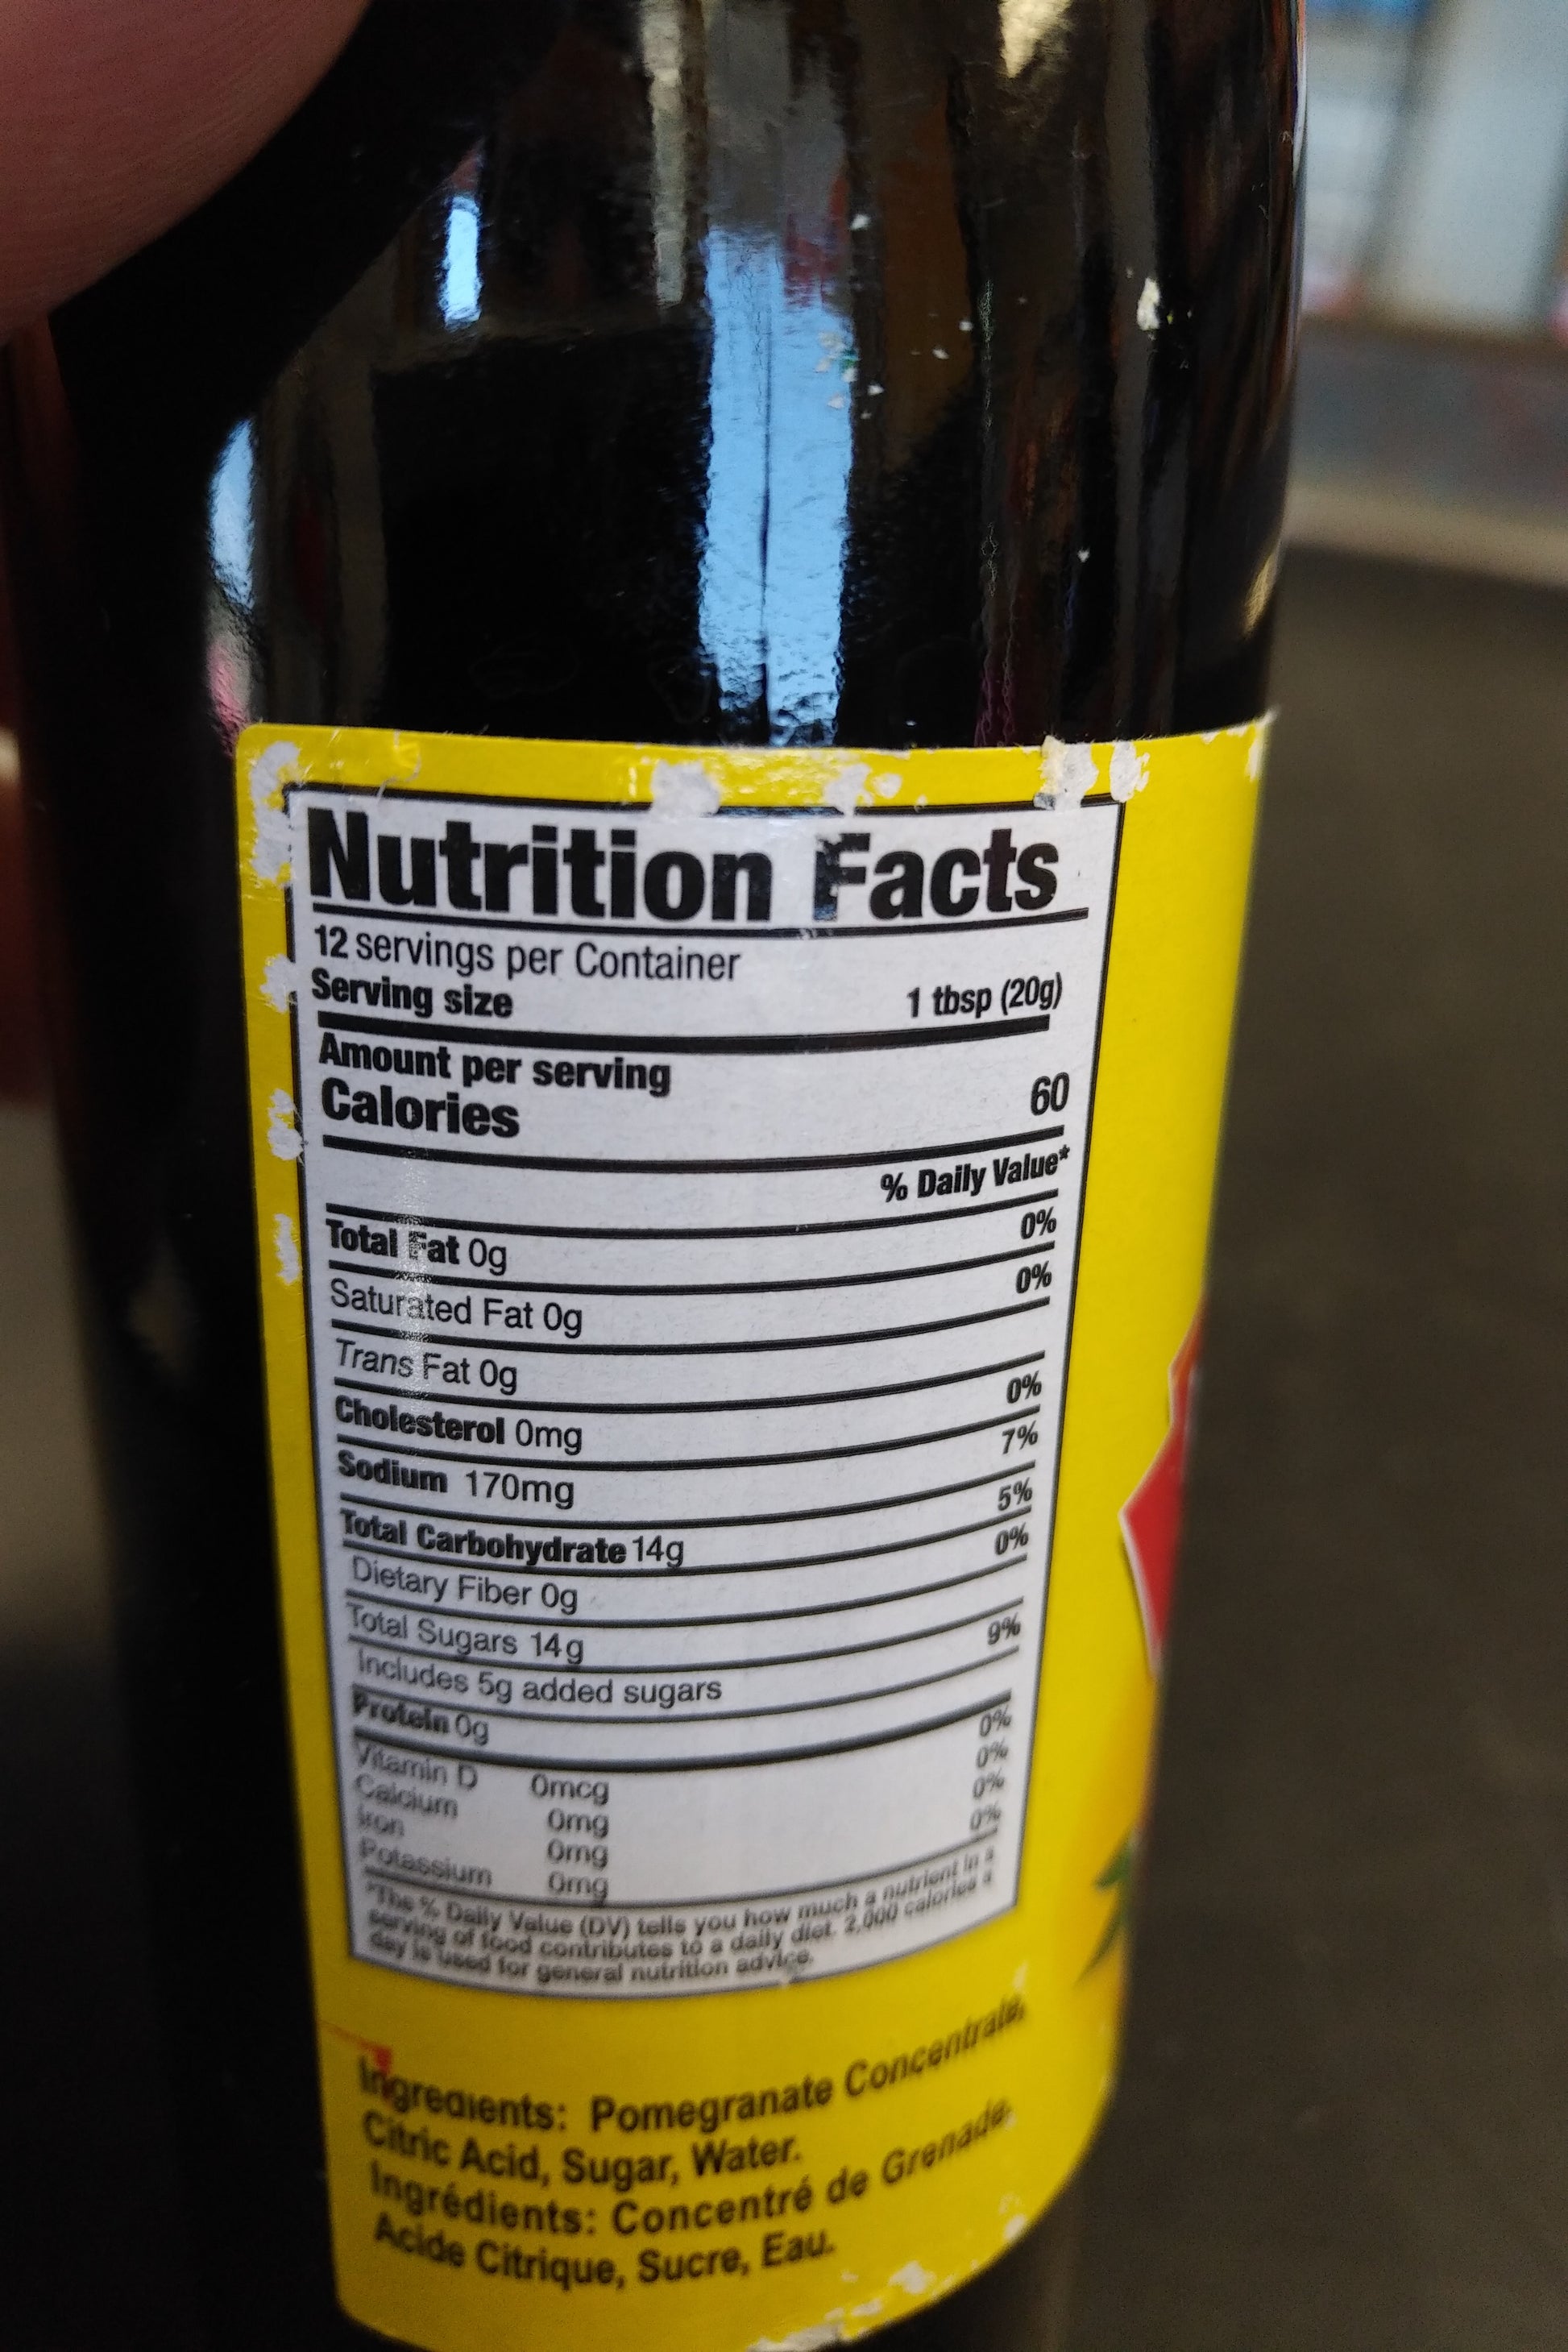 Nutrition Facts
12 servings per Container
Serving size 1 tbsp (20g)
Amount per serving
Calories 60
% Daily Value*
Total Fat 0g 0%
Saturated Fat 0g 0%
Trans Fat 0g
Cholesterol 0mg 0%
Sodium 170mg 7%
Total Carbohydrate 14g 5%
Dietary Fiber 0g 0%
Total Sugars 14g
Includes 5g added sugars 9%
Protein 0g
Vitamin D 0mcg 0%
Calcium 0mg 0%
Iron 0mg 0%
Potassium 0mg 0%
*The % Daily Value (DV) tells you how much a nutrient in a
serving of food contributes to a daily diet. 2,000 calories a
day is used for general nutrition advice.
Ingredients: Pomegranate Concentrate,
Citric Acid, Sugar, Water.
Ingrédients: Concentré de Grenade,
Acide Citrique, Sucre, Eau.